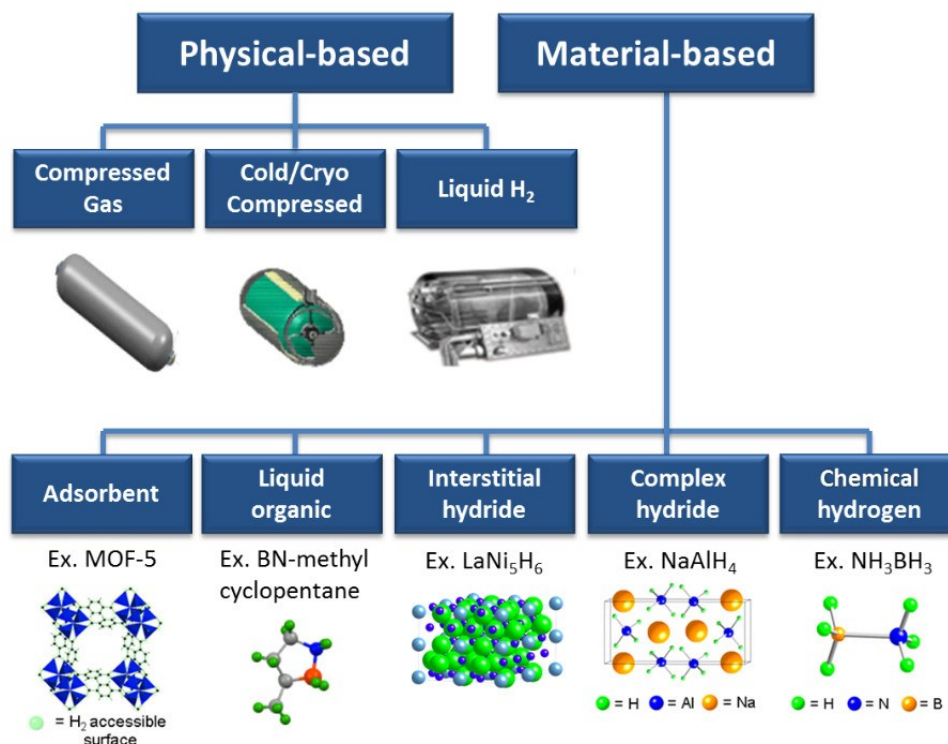 Physical-based
Material-based
Compressed
Gas
Cold/Cryo
Compressed
Liquid H₂
Adsorbent
Liquid
organic
Interstitial
hydride
Complex
hydride
Chemical
hydrogen
Ex. MOF-5
Ex. BN-methyl
cyclopentane
Ex. LaNi₅H₆
Ex. NaAlH₄
Ex. NH₃BH₃
= H₂ accessible
surface
= H = Al = Na
= H = N = B